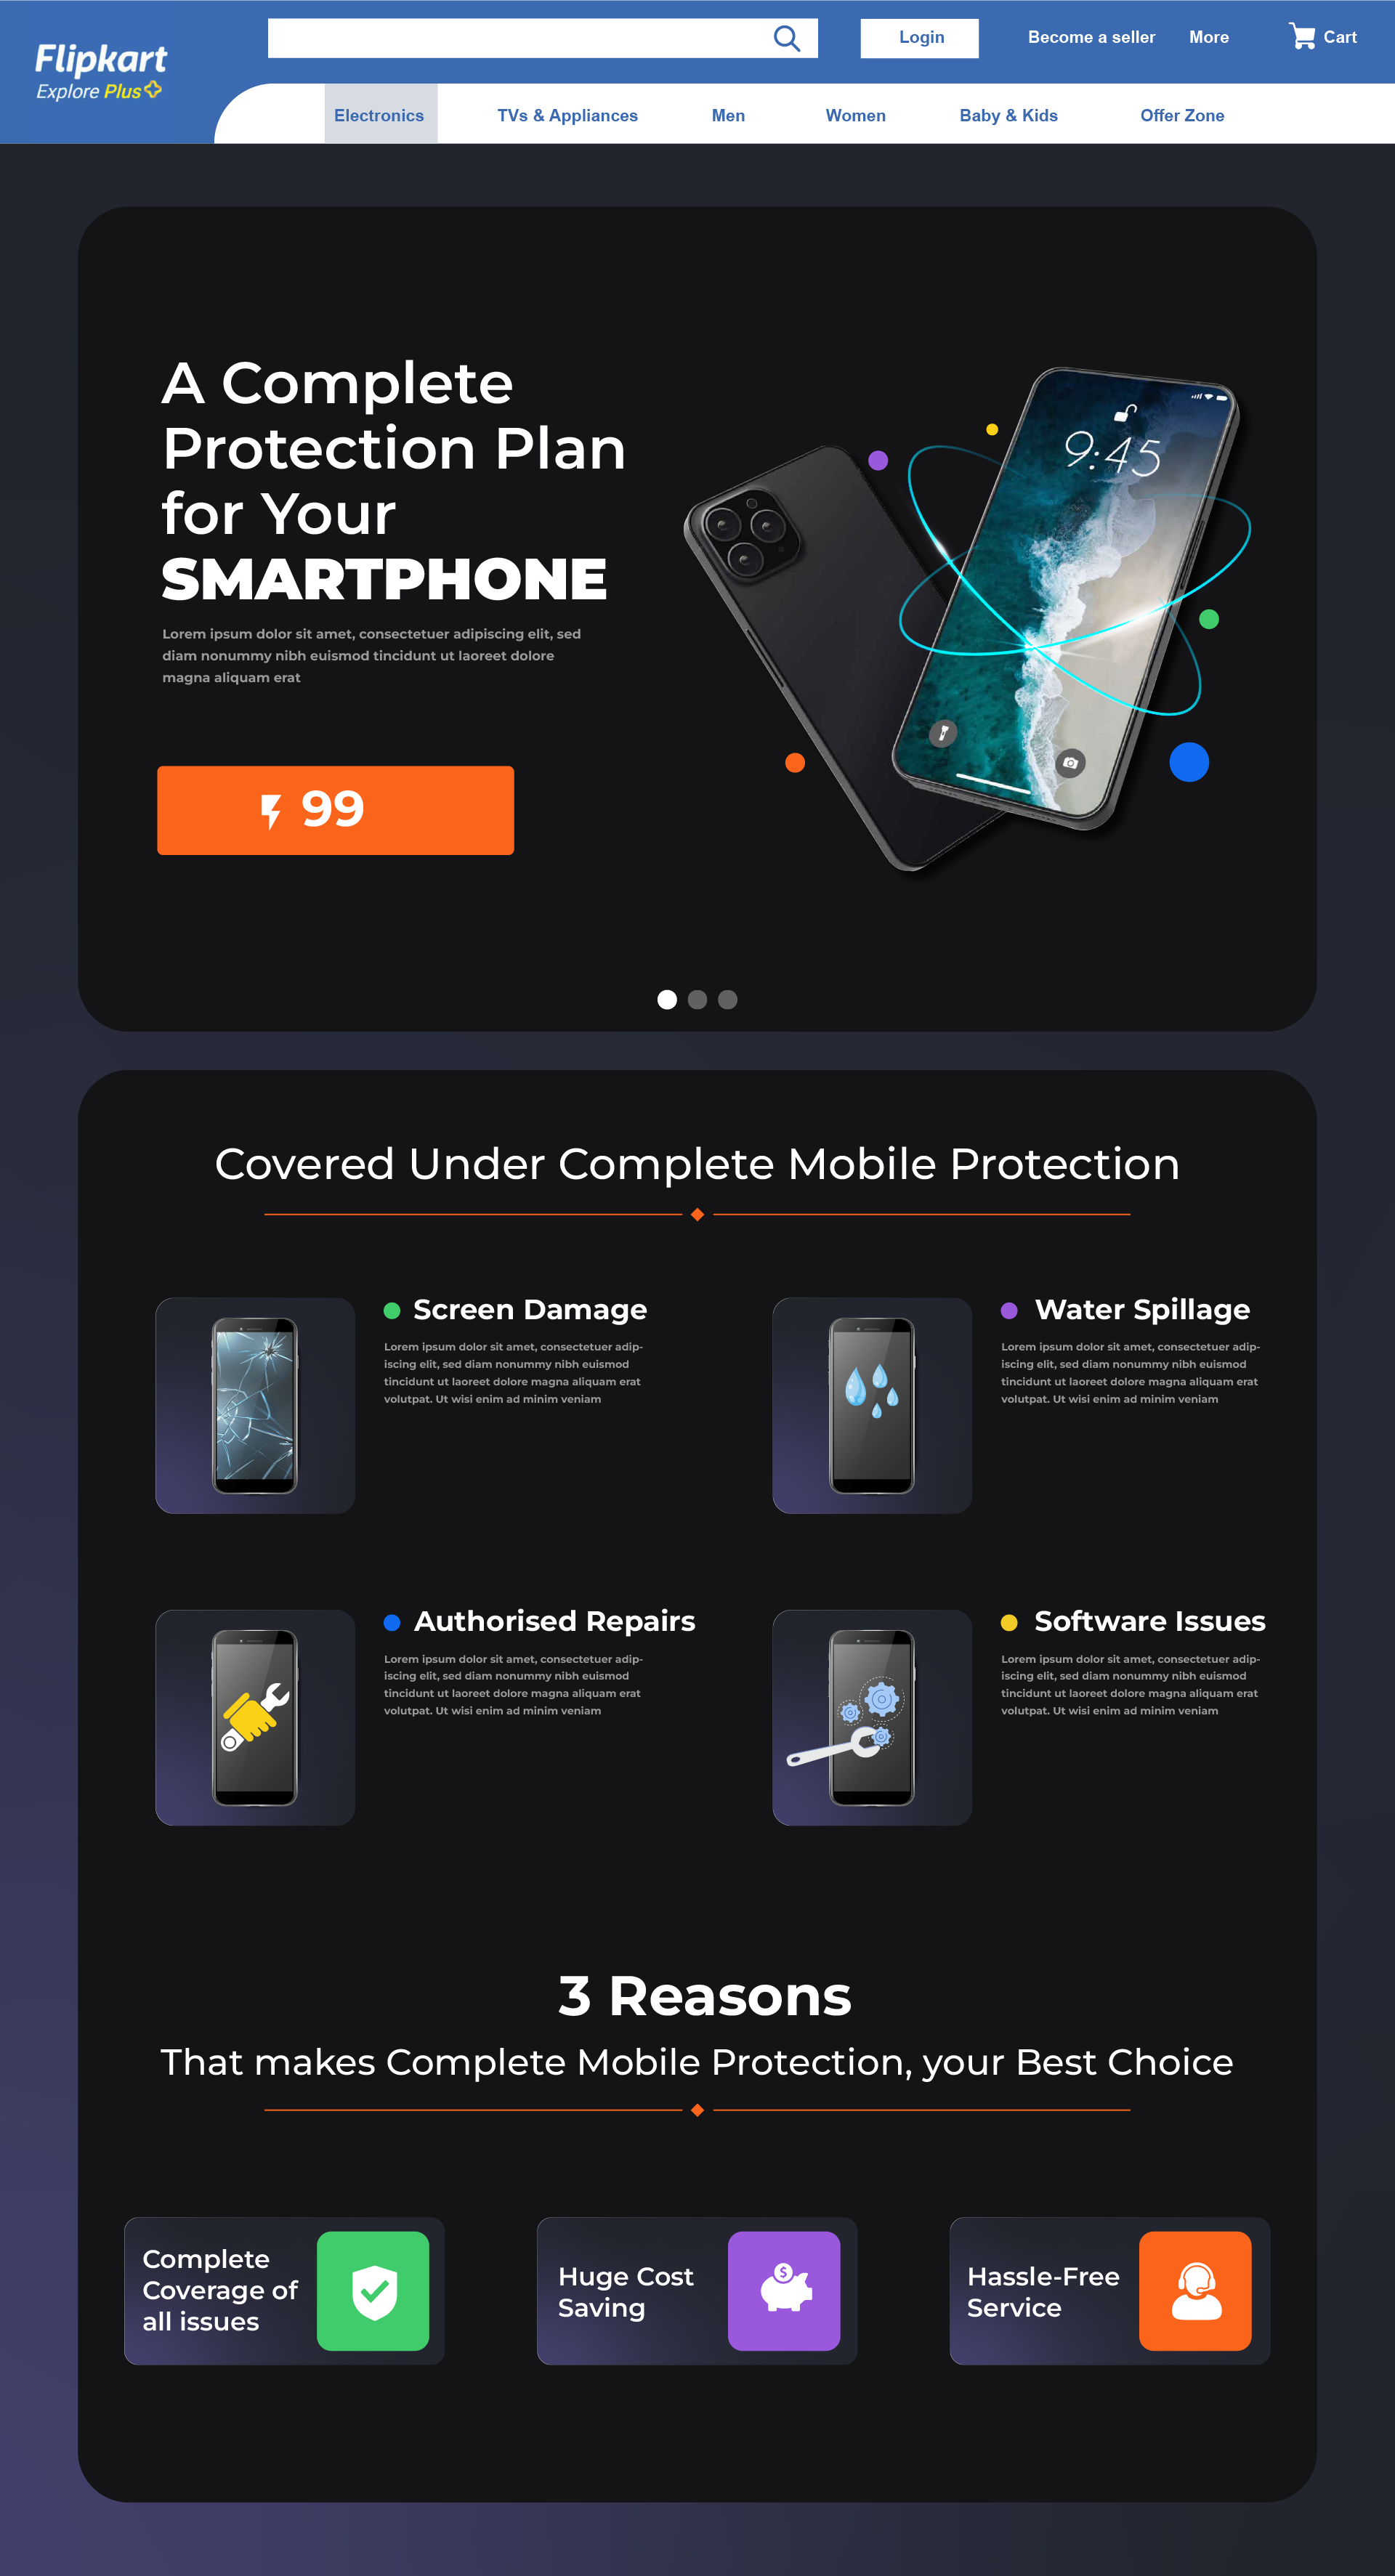 Flipkart
Explore Plus
Login
Become a seller
More
Cart
Electronics
TVs & Appliances
Men
Women
Baby & Kids
Offer Zone
A Complete
Protection Plan
for Your
SMARTPHONE
Lorem ipsum dolor sit amet, consectetuer adipiscing elit, sed
diam nonummy nibh euismod tincidunt ut laoreet dolore
magna aliquam erat
99
9:45
Covered Under Complete Mobile Protection
Screen Damage
Lorem ipsum dolor sit amet, consectetuer adip-
iscing elit, sed diam nonummy nibh euismod
tincidunt ut laoreet dolore magna aliquam erat
volutpat. Ut wisi enim ad minim veniam
Water Spillage
Lorem ipsum dolor sit amet, consectetuer adip-
iscing elit, sed diam nonummy nibh euismod
tincidunt ut laoreet dolore magna aliquam erat
volutpat. Ut wisi enim ad minim veniam
Authorised Repairs
Lorem ipsum dolor sit amet, consectetuer adip-
iscing elit, sed diam nonummy nibh euismod
tincidunt ut laoreet dolore magna aliquam erat
volutpat. Ut wisi enim ad minim veniam
Software Issues
Lorem ipsum dolor sit amet, consectetuer adip-
iscing elit, sed diam nonummy nibh euismod
tincidunt ut laoreet dolore magna aliquam erat
volutpat. Ut wisi enim ad minim veniam
3 Reasons
That makes Complete Mobile Protection, your Best Choice
Complete
Coverage of
all issues
Huge Cost
Saving
$
Hassle-Free
Service